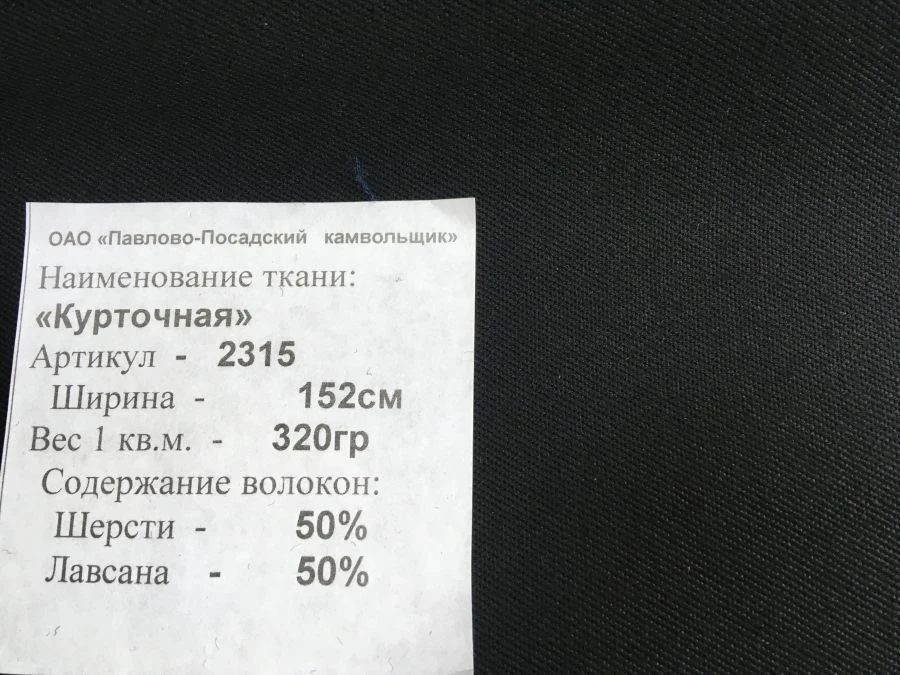 ОАО «Павлово-Посадский камвольщик»
Наименование ткани:
«Курточная»
Артикул - 2315
Ширина - 152см
Вес 1 кв.м. - 320гр
Содержание волокон:
Шерсти - 50%
Лавсана - 50%